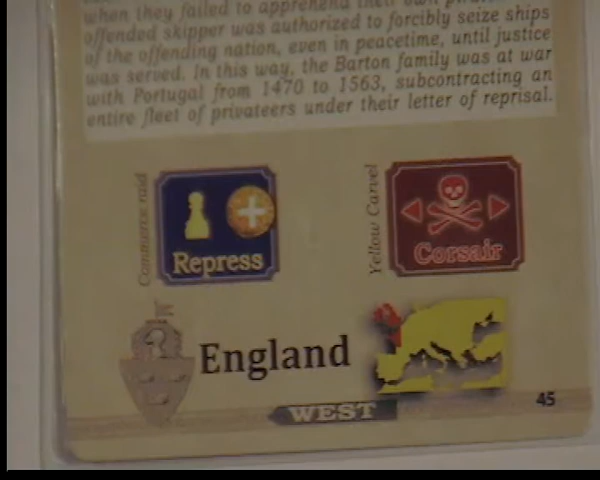 when they failed to apprehend their own
offended skipper was authorized to forcibly seize ships
of the offending nation, even in peacetime, until justice
was served. In this way, the Barton family was at war
with Portugal from 1470 to 1563, subcontracting an
entire fleet of privateers under their letter of reprisal.
Commerce raid
Repress
Yellow Carvel
Corsair
England
WEST
45